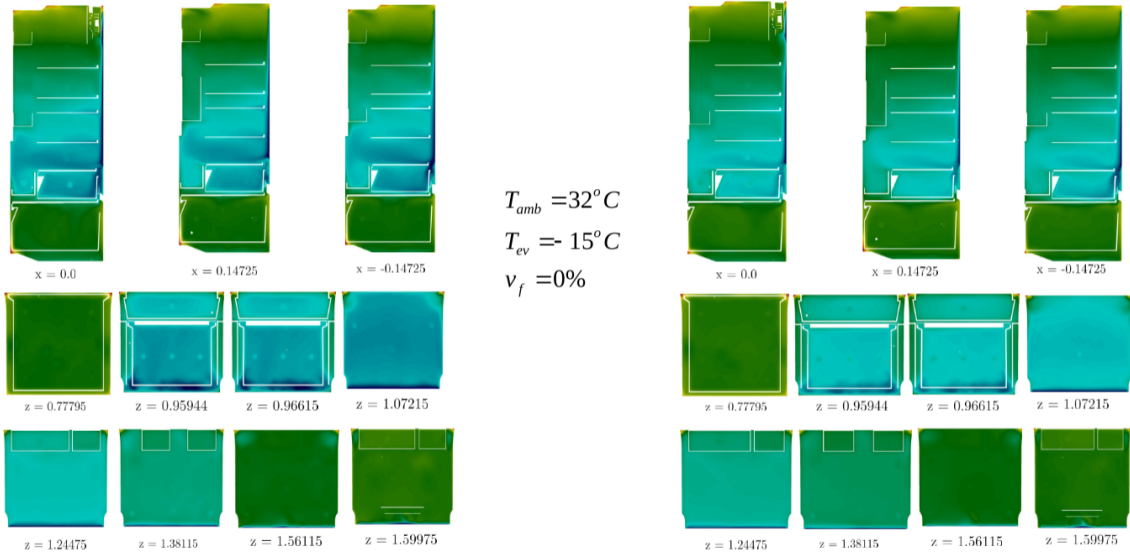 x = 0.0
x = 0.14725
x = -0.14725
z = 0.77795
z = 0.95944
z = 0.96615
z = 1.07215
z = 1.24475
z = 1.38115
z = 1.56115
z = 1.59975
T_amb =32°C
T_ev =- 15°C
v_f =0%
x = 0.0
x = 0.14725
x = -0.14725
z = 0.77795
z = 0.95944
z = 0.96615
z = 1.07215
z = 1.24475
z = 1.38115
z = 1.56115
z = 1.59975